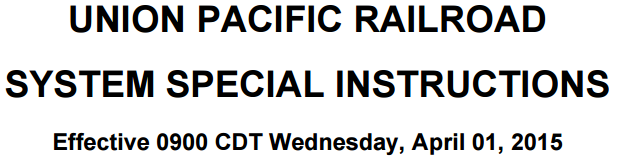 UNION PACIFIC RAILROAD
SYSTEM SPECIAL INSTRUCTIONS
Effective 0900 CDT Wednesday, April 01, 2015